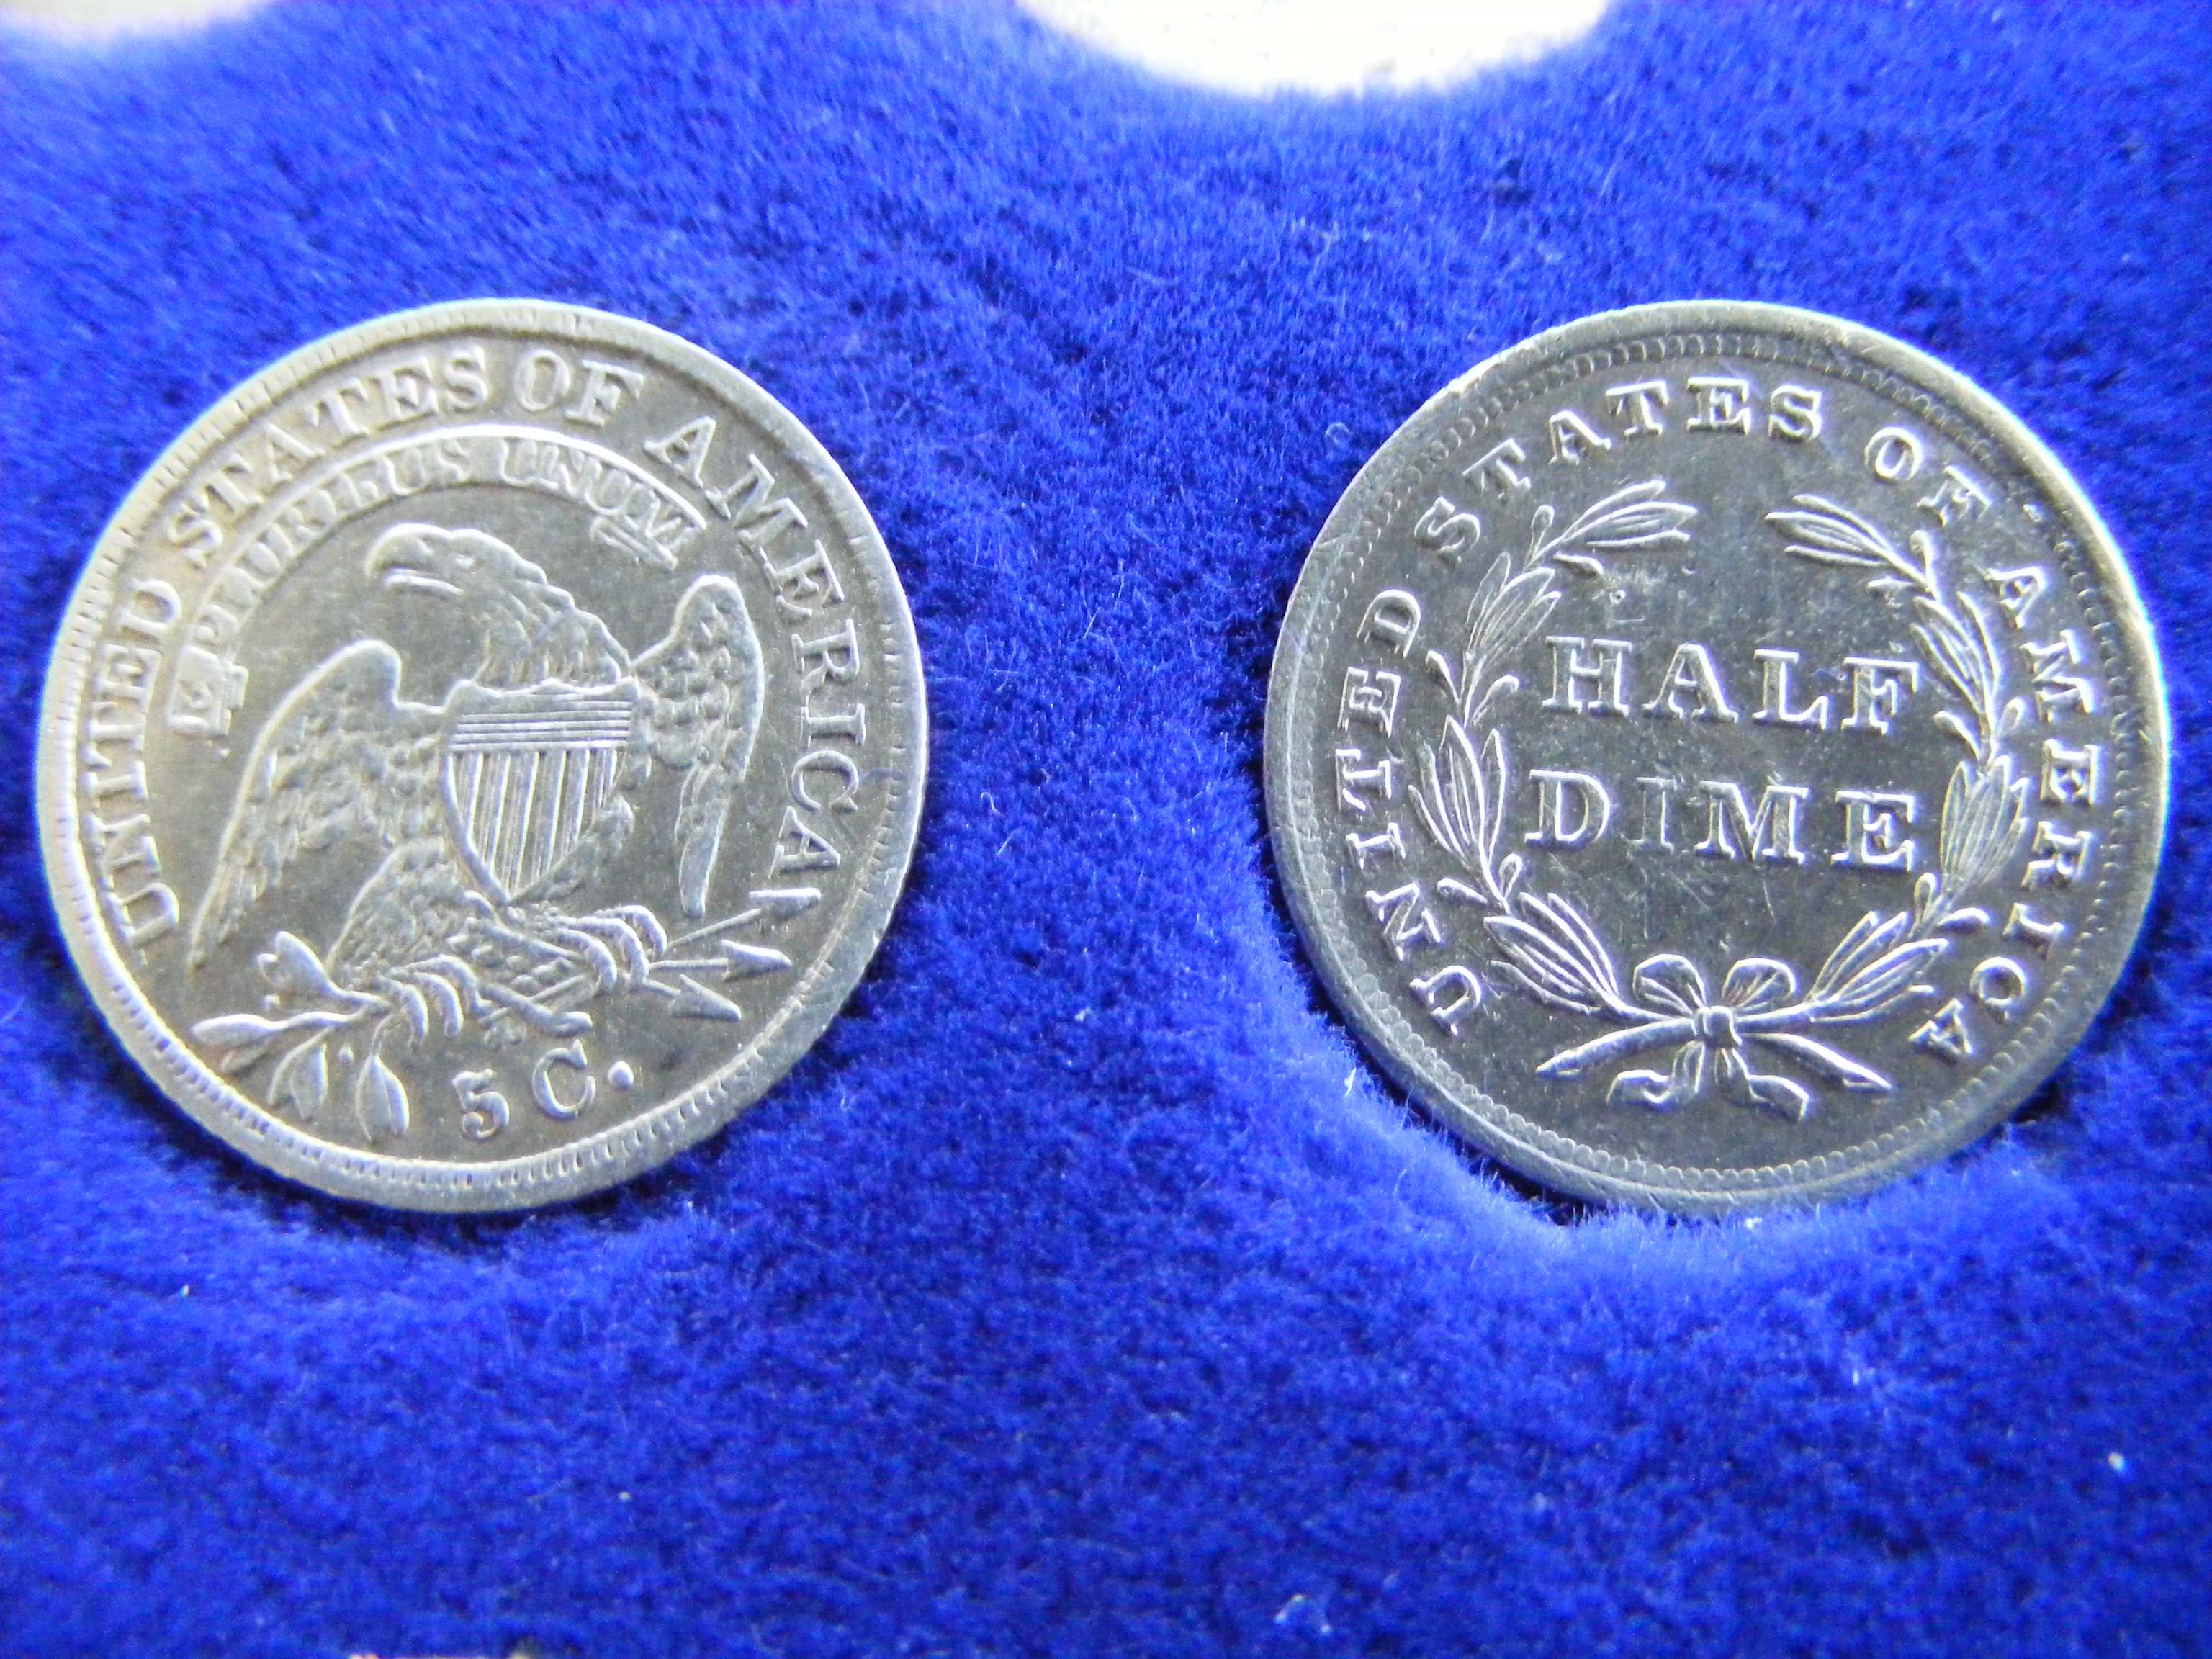 UNITED STATES OF AMERICA
E PLURIBUS UNUM
5 C.
UNITED STATES OF AMERICA
HALF
DIME